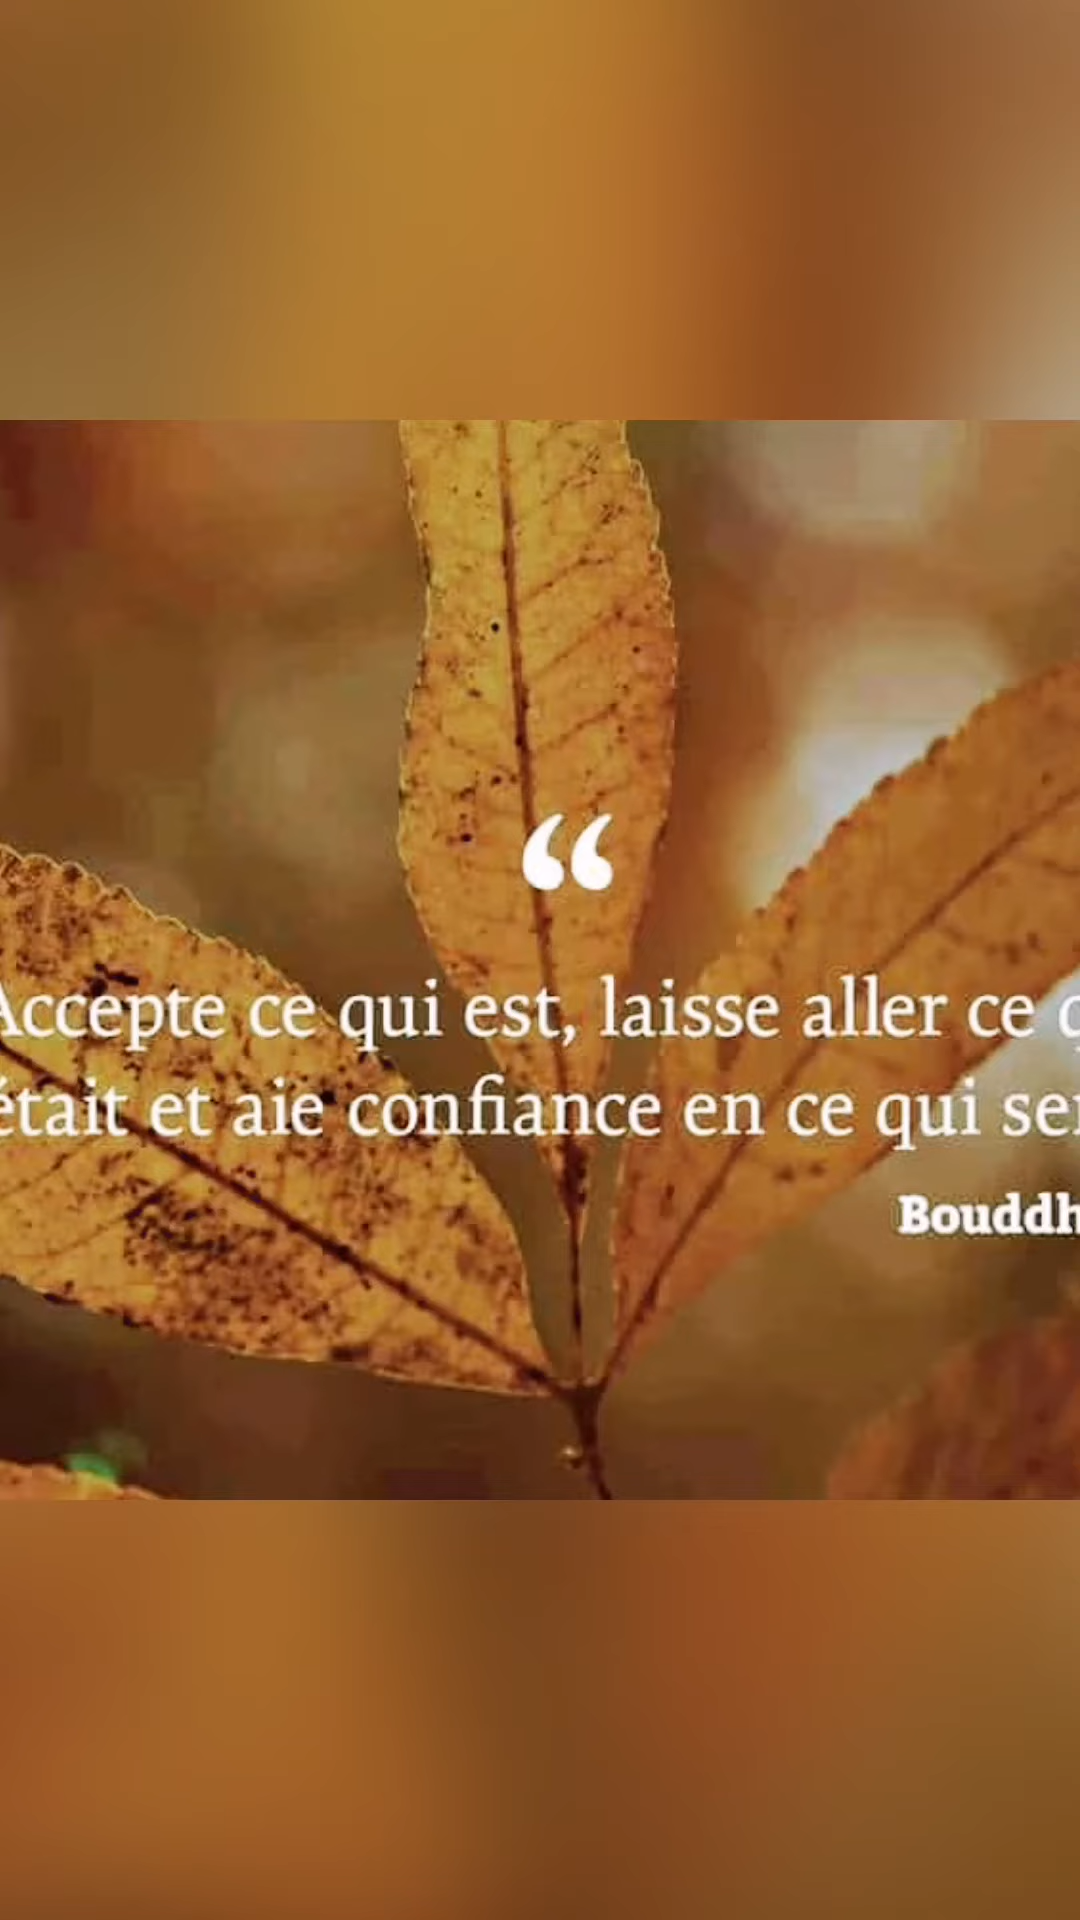 “
Accepte ce qui est, laisse aller ce
était et aie confiance en ce qui